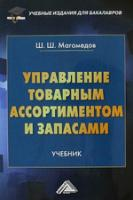 УЧЕБНЫЕ ИЗДАНИЯ ДЛЯ БАКАЛАВРОВ
Ш. Ш. Магомедов
УПРАВЛЕНИЕ
ТОВАРНЫМ
АССОРТИМЕНТОМ
И ЗАПАСАМИ
УЧЕБНИК